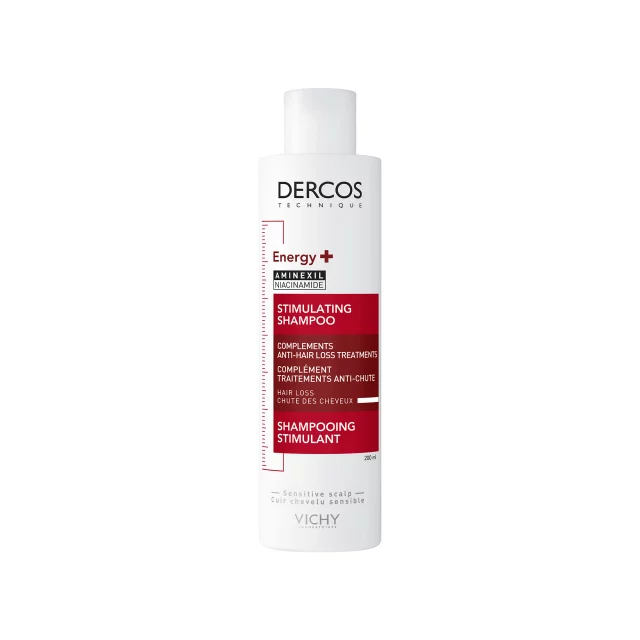 DERCOS
TECHNIQUE
Energy +
AMINEXIL
NIACINAMIDE
STIMULATING
SHAMPOO
COMPLEMENTS
ANTI-HAIR LOSS TREATMENTS
COMPLÉMENT
TRAITEMENTS ANTI-CHUTE
HAIR LOSS
CHUTE DES CHEVEUX
SHAMPOOING
STIMULANT
200 ml
Sensitive scalp
Cuir chevelu sensible
VICHY
LABORATOIRES